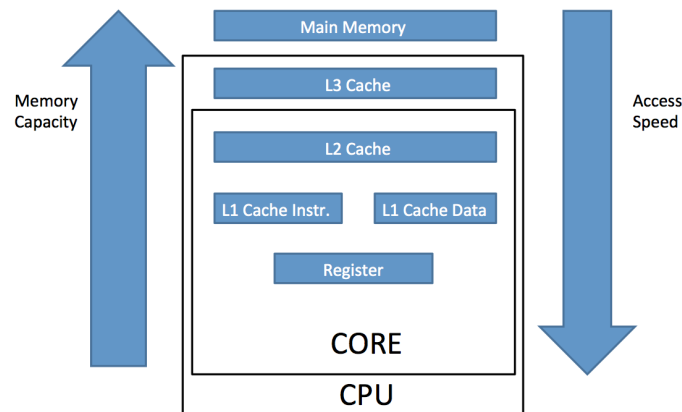 Main Memory
L3 Cache
Memory
Capacity
Access
Speed
L2 Cache
L1 Cache Instr.
L1 Cache Data
Register
CORE
CPU